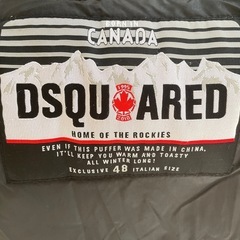 BORN IN
CANADA
DSQUARED
HOME OF THE ROCKIES
EVEN IF THIS PUFFER WAS MADE IN CHINA,
IT'LL KEEP YOU WARM AND TOASTY
ALL WINTER LONG!
EXCLUSIVE 48 ITALIAN SIZE